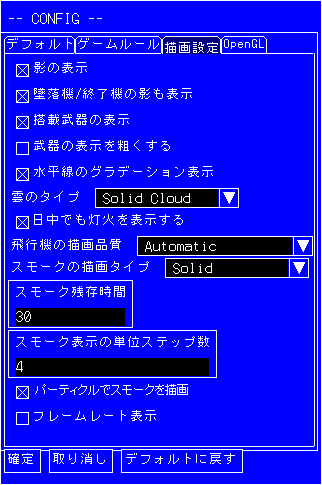 -- CONFIG --
デフォルト ゲームルール 描画設定 OpenGL
影の表示
墜落機/終了機の影も表示
搭載武器の表示
武器の表示を粗くする
水平線のグラデーション表示
雲のタイプ Solid Cloud
日中でも灯火を表示する
飛行機の描画品質 Automatic
スモークの描画タイプ Solid
スモーク残存時間
30
スモーク表示の単位ステップ数
4
パーティクルでスモークを描画
フレームレート表示
確定 取り消し デフォルトに戻す